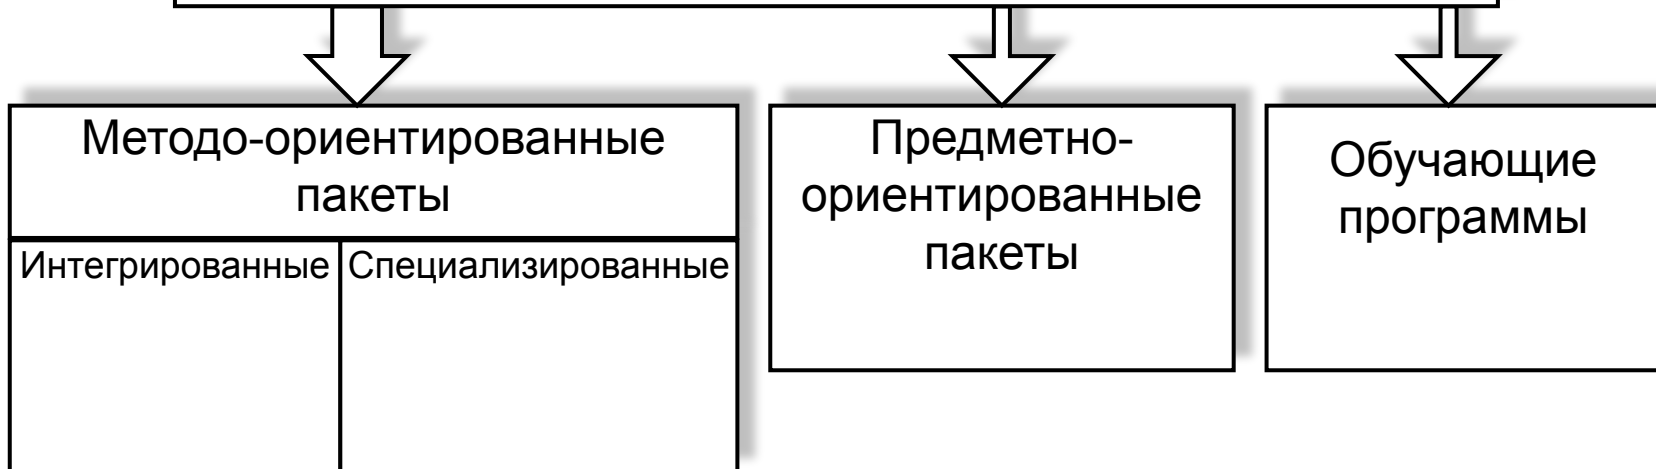 Методо-ориентированные
пакеты
Интегрированные
Специализированные
Предметно-
ориентированные
пакеты
Обучающие
программы